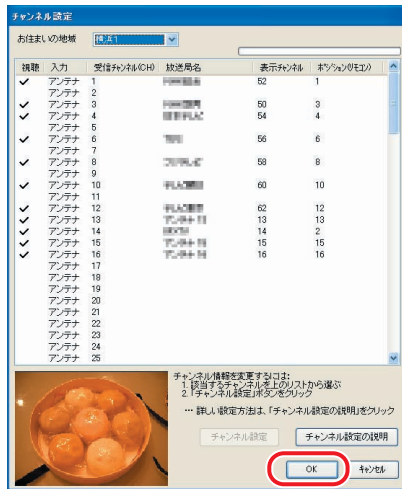 チャンネル設定
お住まいの地域 横浜1
視聴 入力 受信チャンネル(CH) 放送局名 表示チャンネル ポジション(リモコン)
✓ アンテナ 1 52 1
アンテナ 2
✓ アンテナ 3 50 3
✓ アンテナ 4 54 4
アンテナ 5
✓ アンテナ 6 56 6
アンテナ 7
✓ アンテナ 8 58 8
アンテナ 9
✓ アンテナ 10 60 10
アンテナ 11
✓ アンテナ 12 62 12
✓ アンテナ 13 13 13
✓ アンテナ 14 14 2
✓ アンテナ 15 15 15
✓ アンテナ 16 16 16
アンテナ 17
アンテナ 18
アンテナ 19
アンテナ 20
アンテナ 21
アンテナ 22
アンテナ 23
アンテナ 24
アンテナ 25
チャンネル情報を変更するには:
1. 該当するチャンネルを上のリストから選ぶ
2. 「チャンネル設定」ボタンをクリック
… 詳しい設定方法は、「チャンネル設定の説明」をクリック
チャンネル設定 チャンネル設定の説明
OK キャンセル